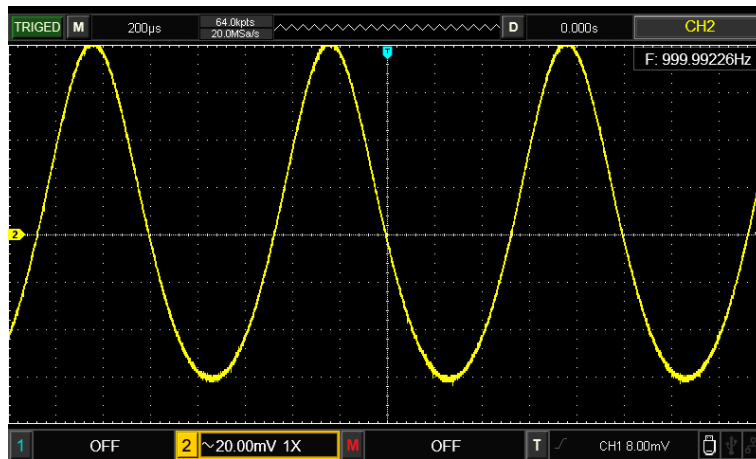 TRIGED M 200μs 64.0kpts D 0.000s CH2
20.0MSa/s
F: 999.99226Hz
T
2
1 OFF 2 ~20.00mV 1X M OFF T CH1 8.00mV